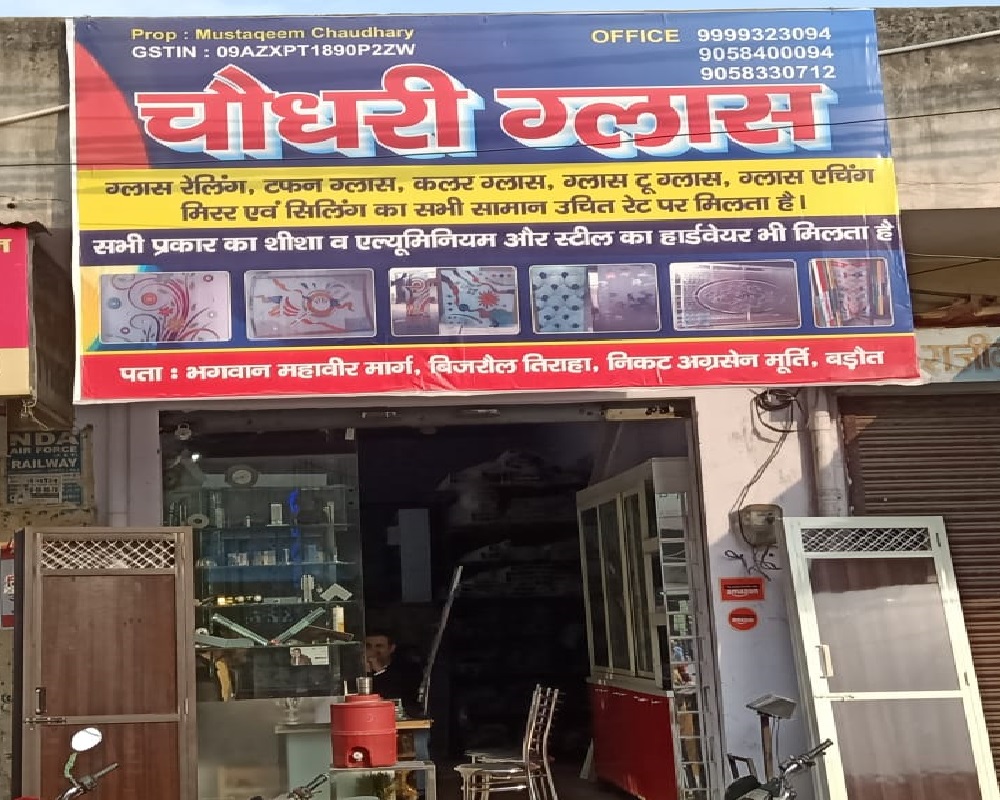 Prop : Mustaqeem Chaudhary
GSTIN : 09AZXPT1890P2ZW
OFFICE 9999323094
9058400094
9058330712
चौधरी ग्लास
ग्लास रेलिंग, टफन ग्लास, कलर ग्लास, ग्लास टू ग्लास, ग्लास एचिंग
मिरर एवं सिलिंग का सभी सामान उचित रेट पर मिलता है।
सभी प्रकार का शीशा व एल्यूमिनियम और स्टील का हार्डवेयर भी मिलता है
पता : भगवान महावीर मार्ग, बिजरौल तिराहा, निकट अग्रसेन मूर्ति, बड़ौत
NDA
AIR FORCE
RAILWAY
amazon